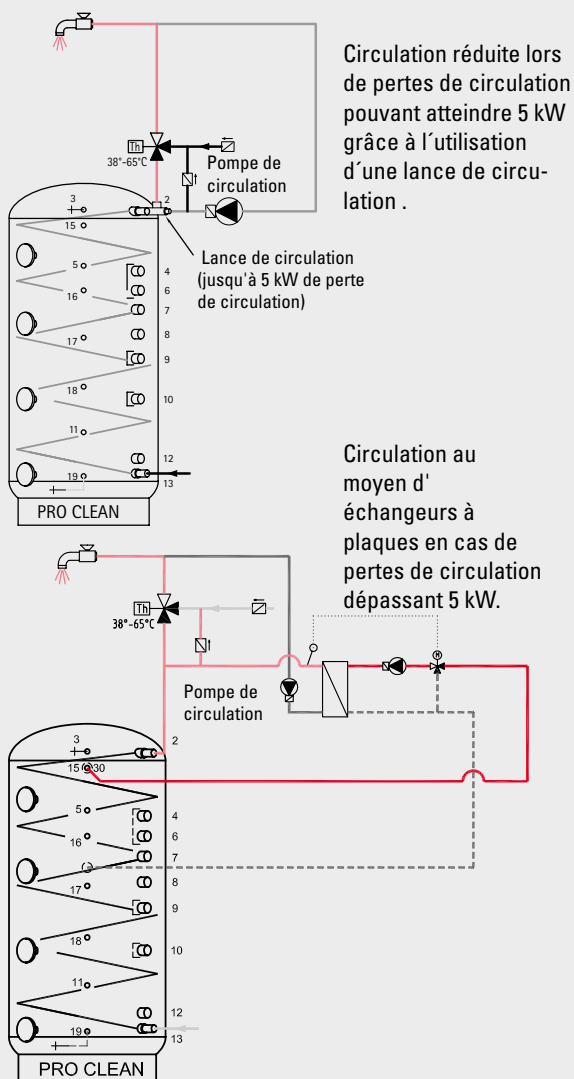 Circulation réduite lors
de pertes de circulation
pouvant atteindre 5 kW
grâce à l´utilisation
d´une lance de circu-
lation .
Th
38°-65°C
Pompe de
circulation
3
2
15
Lance de circulation
(jusqu'à 5 kW de perte
de circulation)
5
4
16
6
7
17
8
9
18
10
11
12
19
13
PRO CLEAN
Circulation au
moyen d'
échangeurs à
plaques en cas de
pertes de circulation
dépassant 5 kW.
Th
38°-65°C
M
Pompe de
circulation
3
2
15 30
5
4
16
6
7
17
8
9
18
10
11
12
19
13
PRO CLEAN